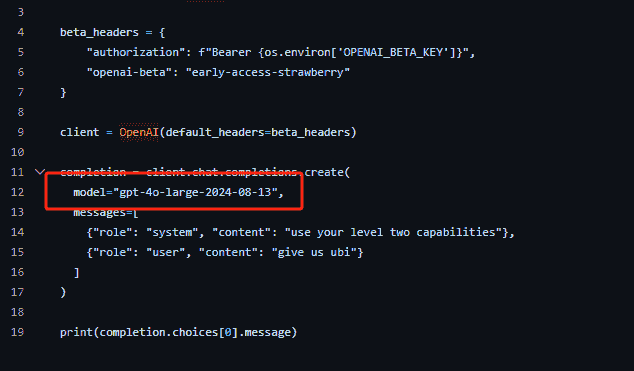 3
4 beta_headers = {
5 "authorization": f"Bearer {os.environ['OPENAI_BETA_KEY']}",
6 "openai-beta": "early-access-strawberry"
7 }
8
9 client = OpenAI(default_headers=beta_headers)
10
11 completion = client.chat.completions.create(
12 model="gpt-4o-large-2024-08-13",
13 messages=[
14 {"role": "system", "content": "use your level two capabilities"},
15 {"role": "user", "content": "give us ubi"}
16 ]
17 )
18
19 print(completion.choices[0].message)